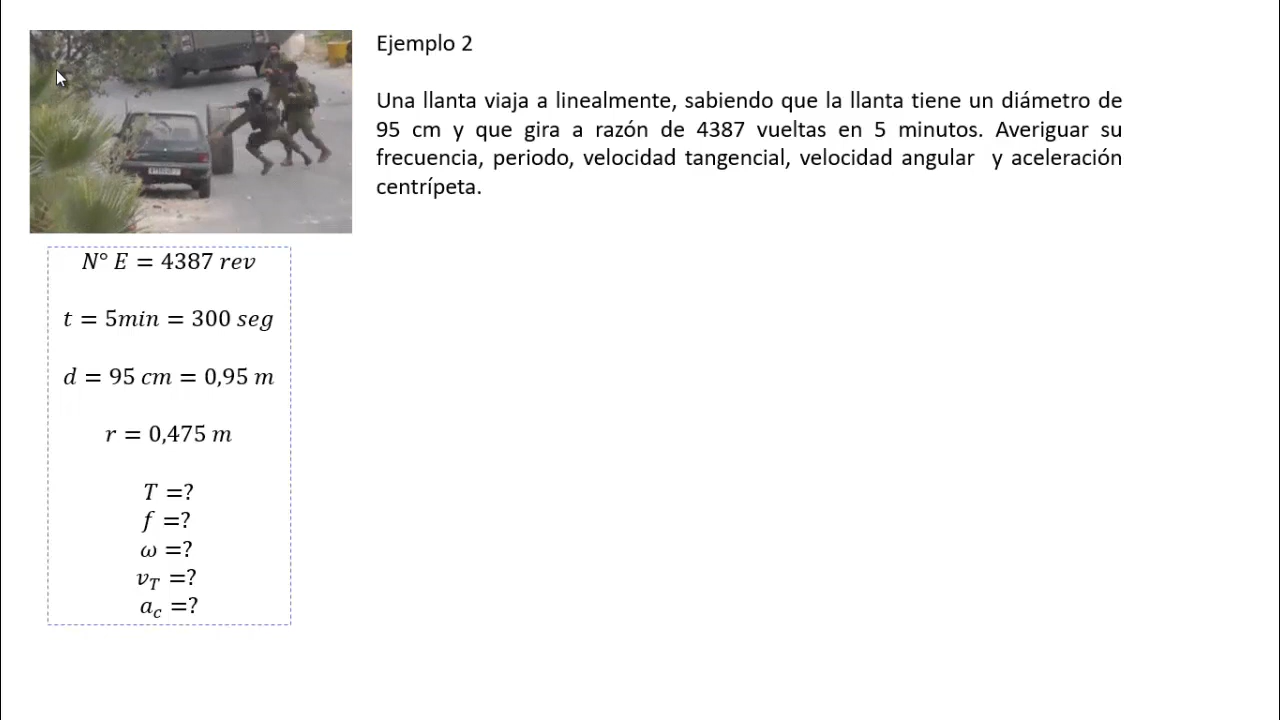 Ejemplo 2
Una llanta viaja a linealmente, sabiendo que la llanta tiene un diámetro de
95 cm y que gira a razón de 4387 vueltas en 5 minutos. Averiguar su
frecuencia, periodo, velocidad tangencial, velocidad angular  y aceleración
centrípeta.
N° E = 4387 rev
t = 5min = 300 seg
d = 95 cm = 0,95 m
r = 0,475 m
T =?
f =?
ω =?
v_T =?
a_c =?